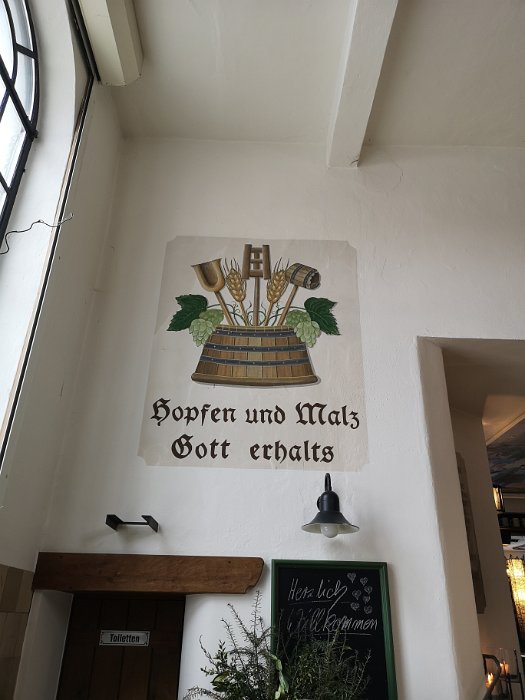 Hopfen und Malz
Gott erhalts
Toiletten
Herzlich
Willkommen